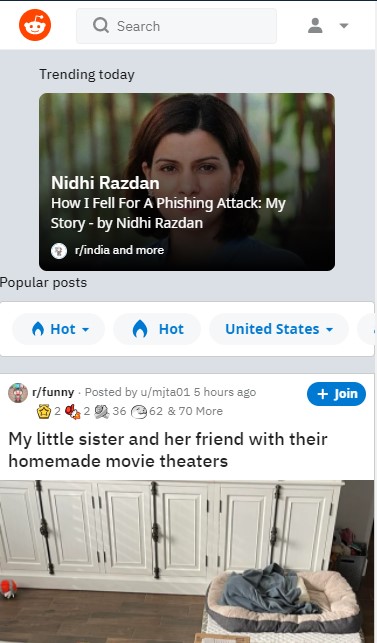 Search
Trending today
Nidhi Razdan
How I Fell For A Phishing Attack: My
Story - by Nidhi Razdan
r/india and more
Popular posts
Hot
Hot
United States
r/funny · Posted by u/mjta01 5 hours ago
+ Join
2 2 36 62 & 70 More
My little sister and her friend with their
homemade movie theaters